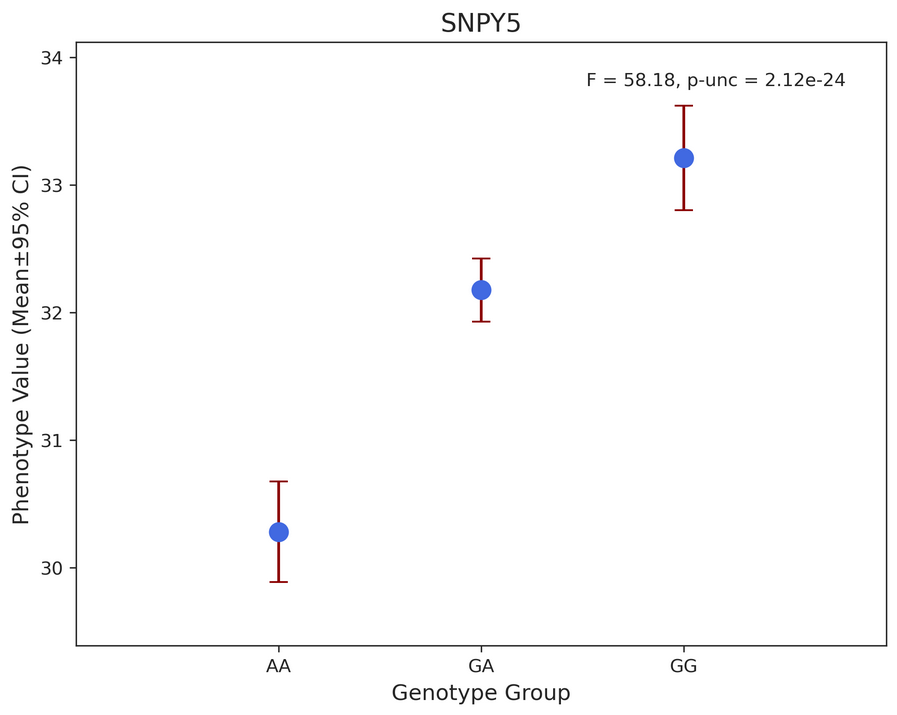 SNPY5
F = 58.18, p-unc = 2.12e-24
Phenotype Value (Mean±95% CI)
34
33
32
31
30
AA GA GG
Genotype Group